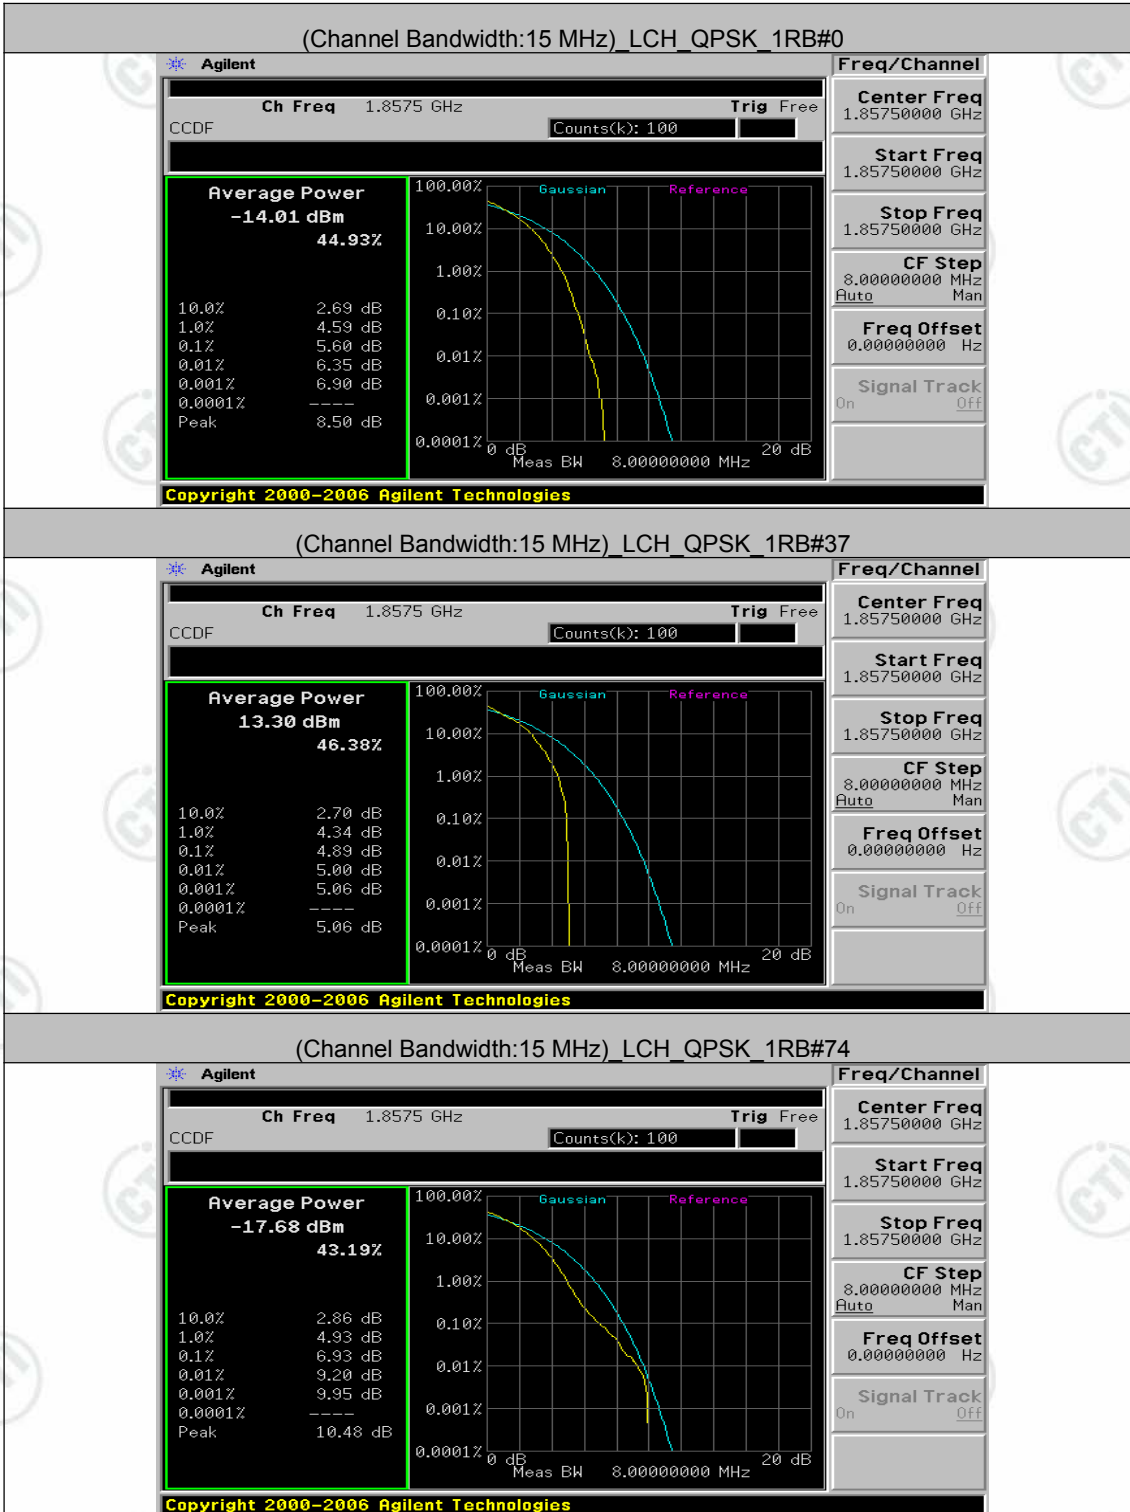 (Channel Bandwidth:15 MHz)_LCH_QPSK_1RB#0
Agilent
Freq/Channel
Ch Freq 1.8575 GHz Trig Free
CCDF Counts(k): 100
Center Freq
1.85750000 GHz
Start Freq
1.85750000 GHz
Stop Freq
1.85750000 GHz
CF Step
8.00000000 MHz
Auto Man
Freq Offset
0.00000000 Hz
Signal Track
On Off
Average Power
-14.01 dBm
44.93%
10.0% 2.69 dB
1.0% 4.59 dB
0.1% 5.60 dB
0.01% 6.35 dB
0.001% 6.90 dB
0.0001% ----
Peak 8.50 dB
Gaussian Reference
100.00%
10.00%
1.00%
0.10%
0.01%
0.001%
0.0001%
0 dB 20 dB
Meas BW 8.00000000 MHz
Copyright 2000-2006 Agilent Technologies
(Channel Bandwidth:15 MHz)_LCH_QPSK_1RB#37
Agilent
Freq/Channel
Ch Freq 1.8575 GHz Trig Free
CCDF Counts(k): 100
Center Freq
1.85750000 GHz
Start Freq
1.85750000 GHz
Stop Freq
1.85750000 GHz
CF Step
8.00000000 MHz
Auto Man
Freq Offset
0.00000000 Hz
Signal Track
On Off
Average Power
13.30 dBm
46.38%
10.0% 2.70 dB
1.0% 4.34 dB
0.1% 4.89 dB
0.01% 5.00 dB
0.001% 5.06 dB
0.0001% ----
Peak 5.06 dB
Gaussian Reference
100.00%
10.00%
1.00%
0.10%
0.01%
0.001%
0.0001%
0 dB 20 dB
Meas BW 8.00000000 MHz
Copyright 2000-2006 Agilent Technologies
(Channel Bandwidth:15 MHz)_LCH_QPSK_1RB#74
Agilent
Freq/Channel
Ch Freq 1.8575 GHz Trig Free
CCDF Counts(k): 100
Center Freq
1.85750000 GHz
Start Freq
1.85750000 GHz
Stop Freq
1.85750000 GHz
CF Step
8.00000000 MHz
Auto Man
Freq Offset
0.00000000 Hz
Signal Track
On Off
Average Power
-17.68 dBm
43.19%
10.0% 2.86 dB
1.0% 4.93 dB
0.1% 6.93 dB
0.01% 9.20 dB
0.001% 9.95 dB
0.0001% ----
Peak 10.48 dB
Gaussian Reference
100.00%
10.00%
1.00%
0.10%
0.01%
0.001%
0.0001%
0 dB 20 dB
Meas BW 8.00000000 MHz
Copyright 2000-2006 Agilent Technologies
CTI
CTI
CTI
CTI
CTI
CTI
CTI